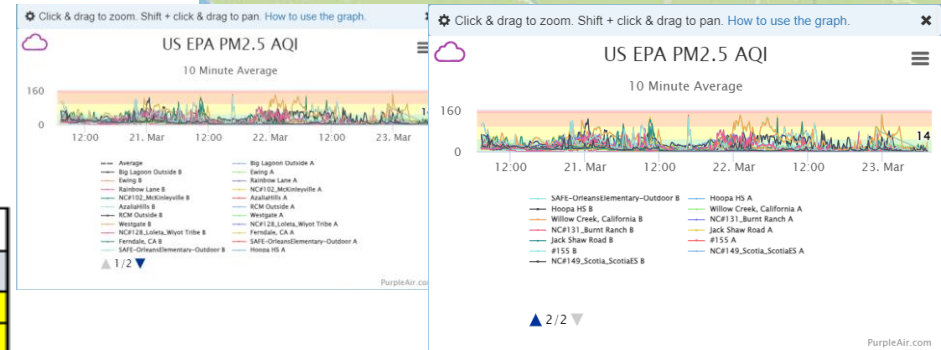 Click & drag to zoom. Shift + click & drag to pan. How to use the graph.
US EPA PM2.5 AQI
10 Minute Average
160
0
12:00 21. Mar 12:00 22. Mar 12:00 23. Mar
Average Big Lagoon Outside A
Big Lagoon Outside B Ewing A
Ewing B Rainbow Lane A
Rainbow Lane B NC#102_McKinleyville A
NC#102_McKinleyville B AzaliaHills A
AzaliaHills B RCM Outside A
RCM Outside B Westgate A
Westgate B NC#128_Loleta_Wiyot Tribe A
NC#128_Loleta_Wiyot Tribe B Ferndale, CA A
Ferndale, CA B SAFE-OrleansElementary-Outdoor A
SAFE-OrleansElementary-Outdoor B Hoopa HS A
1/2
Click & drag to zoom. Shift + click & drag to pan. How to use the graph.
US EPA PM2.5 AQI
10 Minute Average
160
14
0
12:00 21. Mar 12:00 22. Mar 12:00 23. Mar
SAFE-OrleansElementary-Outdoor B Hoopa HS A
Hoopa HS B Willow Creek, California A
Willow Creek, California B NC#131_Burnt Ranch A
NC#131_Burnt Ranch B Jack Shaw Road A
Jack Shaw Road B #155 A
#155 B NC#149_Scotia_ScotiaES A
NC#149_Scotia_ScotiaES B
2/2
PurpleAir.com